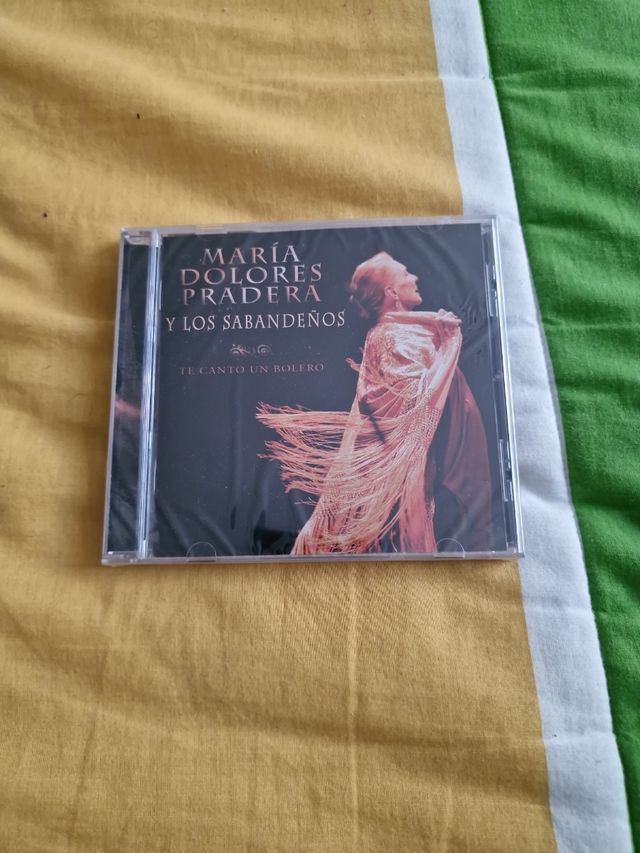 MARÍA
DOLORES
PRADERA
Y LOS SABANDEÑOS
TE CANTO UN BOLERO